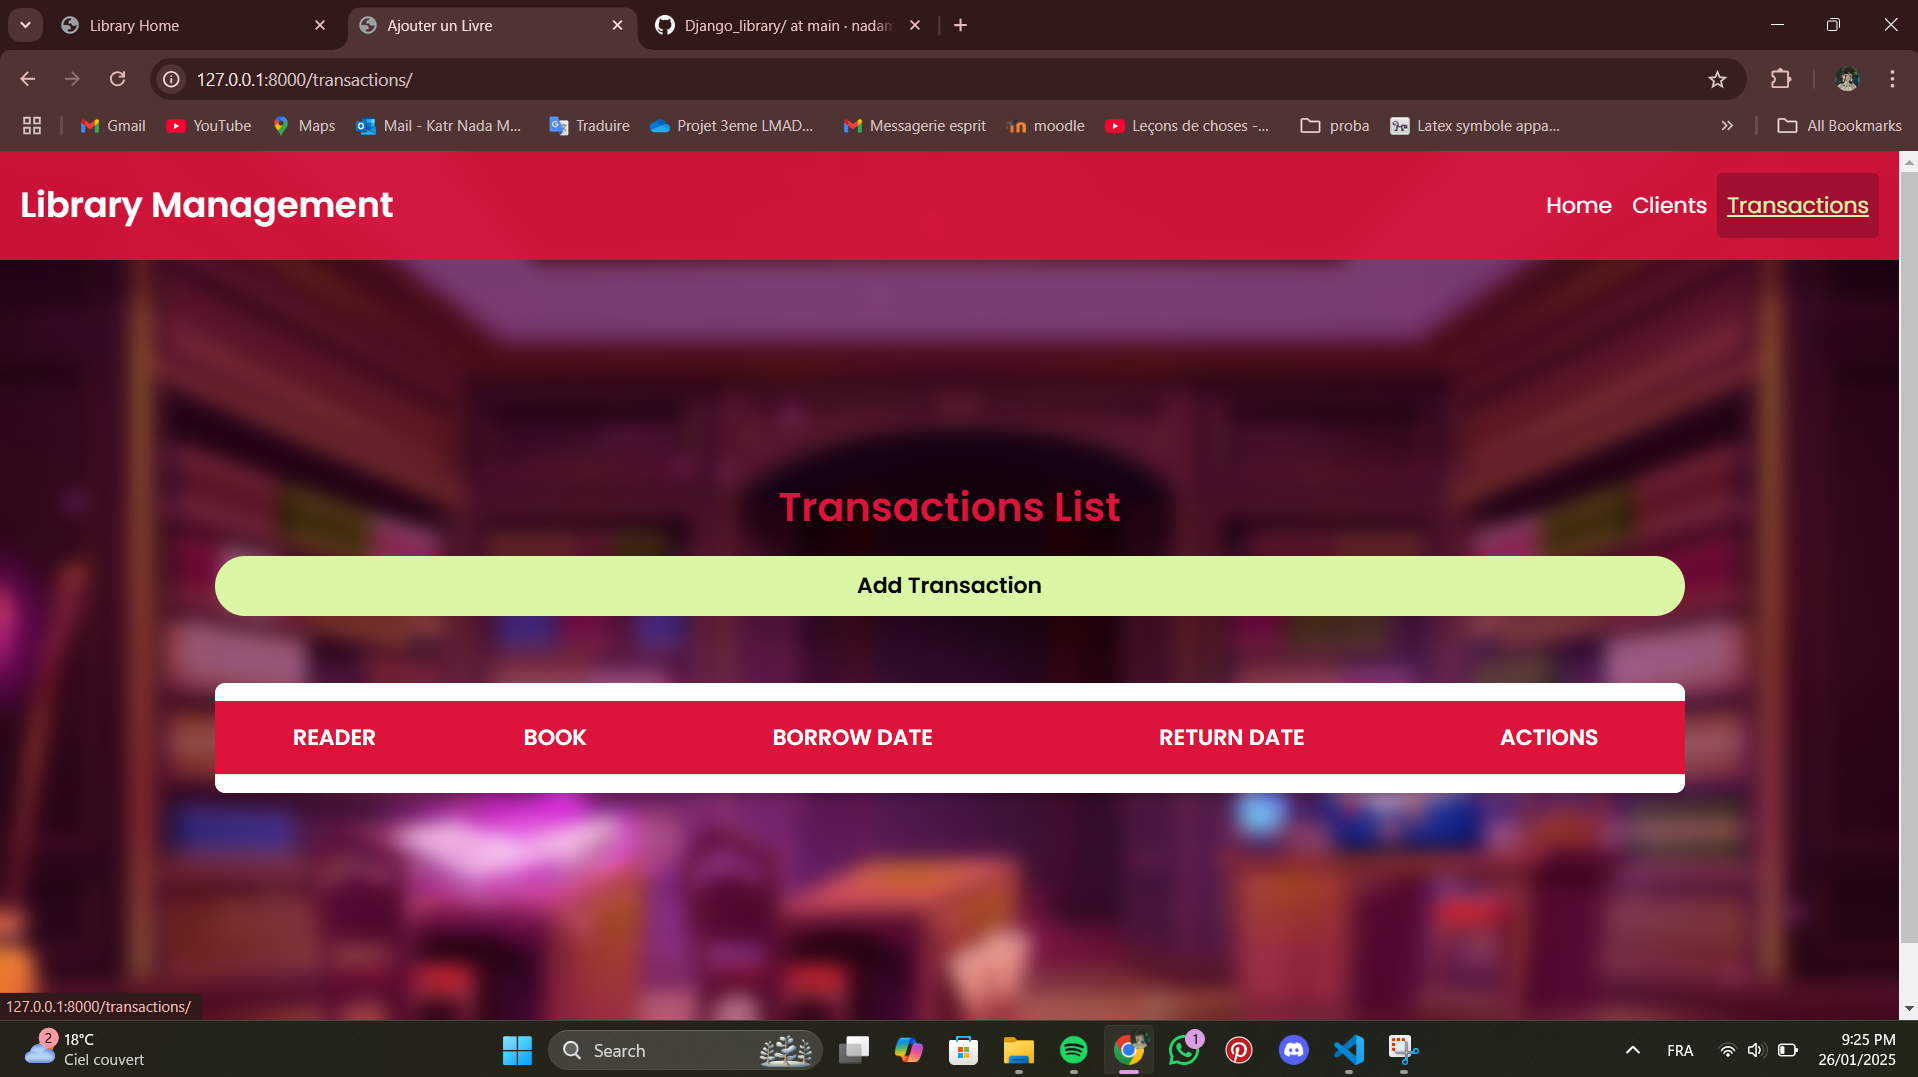 Library Home
Ajouter un Livre
Django_library/ at main · nadam
127.0.0.1:8000/transactions/
Gmail
YouTube
Maps
Mail - Katr Nada M...
Traduire
Projet 3eme LMAD...
Messagerie esprit
moodle
Leçons de choses -...
proba
Latex symbole appa...
All Bookmarks
Library Management
Home
Clients
Transactions
Transactions List
Add Transaction
READER
BOOK
BORROW DATE
RETURN DATE
ACTIONS
127.0.0.1:8000/transactions/
2
18°C
Ciel couvert
Search
1
FRA
9:25 PM
26/01/2025